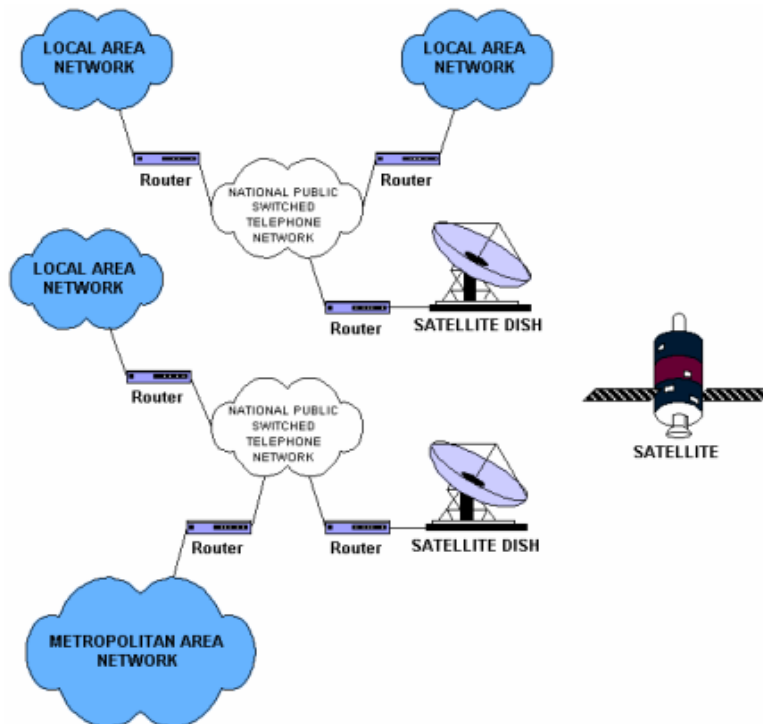 LOCAL AREA
NETWORK
LOCAL AREA
NETWORK
Router
Router
NATIONAL PUBLIC
SWITCHED
TELEPHONE
NETWORK
LOCAL AREA
NETWORK
Router
SATELLITE DISH
Router
NATIONAL PUBLIC
SWITCHED
TELEPHONE
NETWORK
SATELLITE
Router
Router
SATELLITE DISH
METROPOLITAN AREA
NETWORK